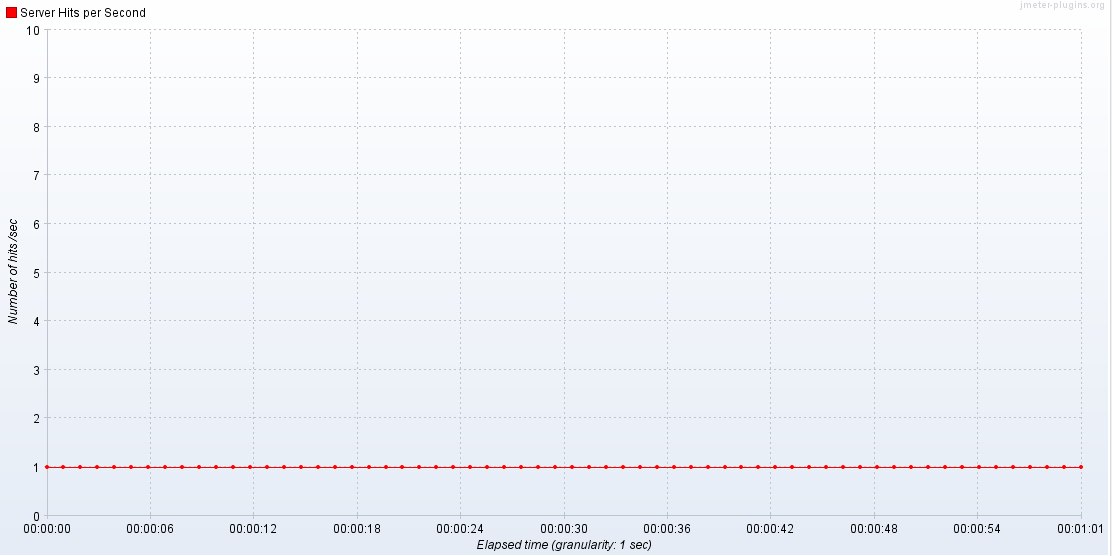 Server Hits per Second
jmeter-plugins.org
10
9
8
7
6
5
4
3
2
1
0
Number of hits /sec
00:00:00 00:00:06 00:00:12 00:00:18 00:00:24 00:00:30 00:00:36 00:00:42 00:00:48 00:00:54 00:01:01
Elapsed time (granularity: 1 sec)